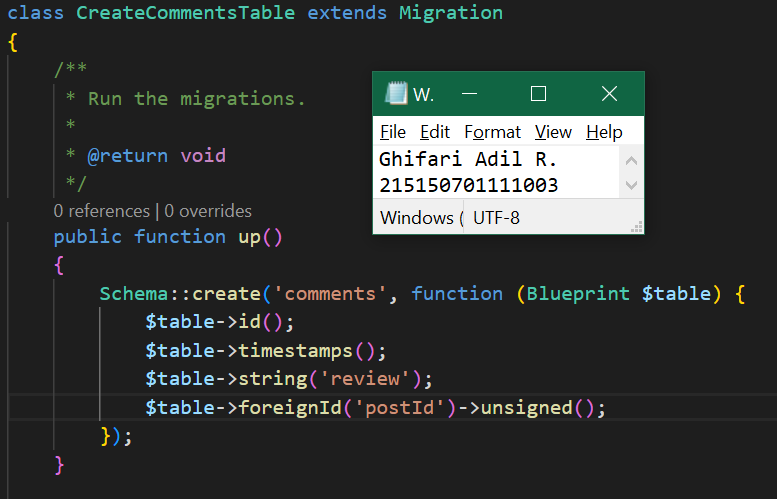 class CreateCommentsTable extends Migration
{
/**
* Run the migrations.
*
* @return void
*/
0 references | 0 overrides
public function up()
{
Schema::create('comments', function (Blueprint $table) {
$table->id();
$table->timestamps();
$table->string('review');
$table->foreignId('postId')->unsigned();
});
}
W.
File Edit Format View Help
Ghifari Adil R.
215150701111003
Windows ( UTF-8